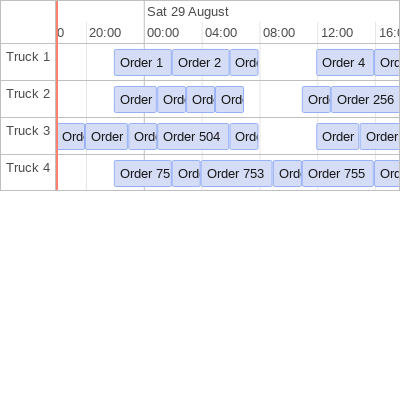 Sat 29 August
0 20:00 00:00 04:00 08:00 12:00 16:0
Truck 1 Order 1 Order 2 Ord Order 4 Ord
Truck 2 Order Ord Ord Ord Ord Order 256
Truck 3 Ord Order Ord Order 504 Ord Order Order
Truck 4 Order 75 Ord Order 753 Ord Order 755 Ord